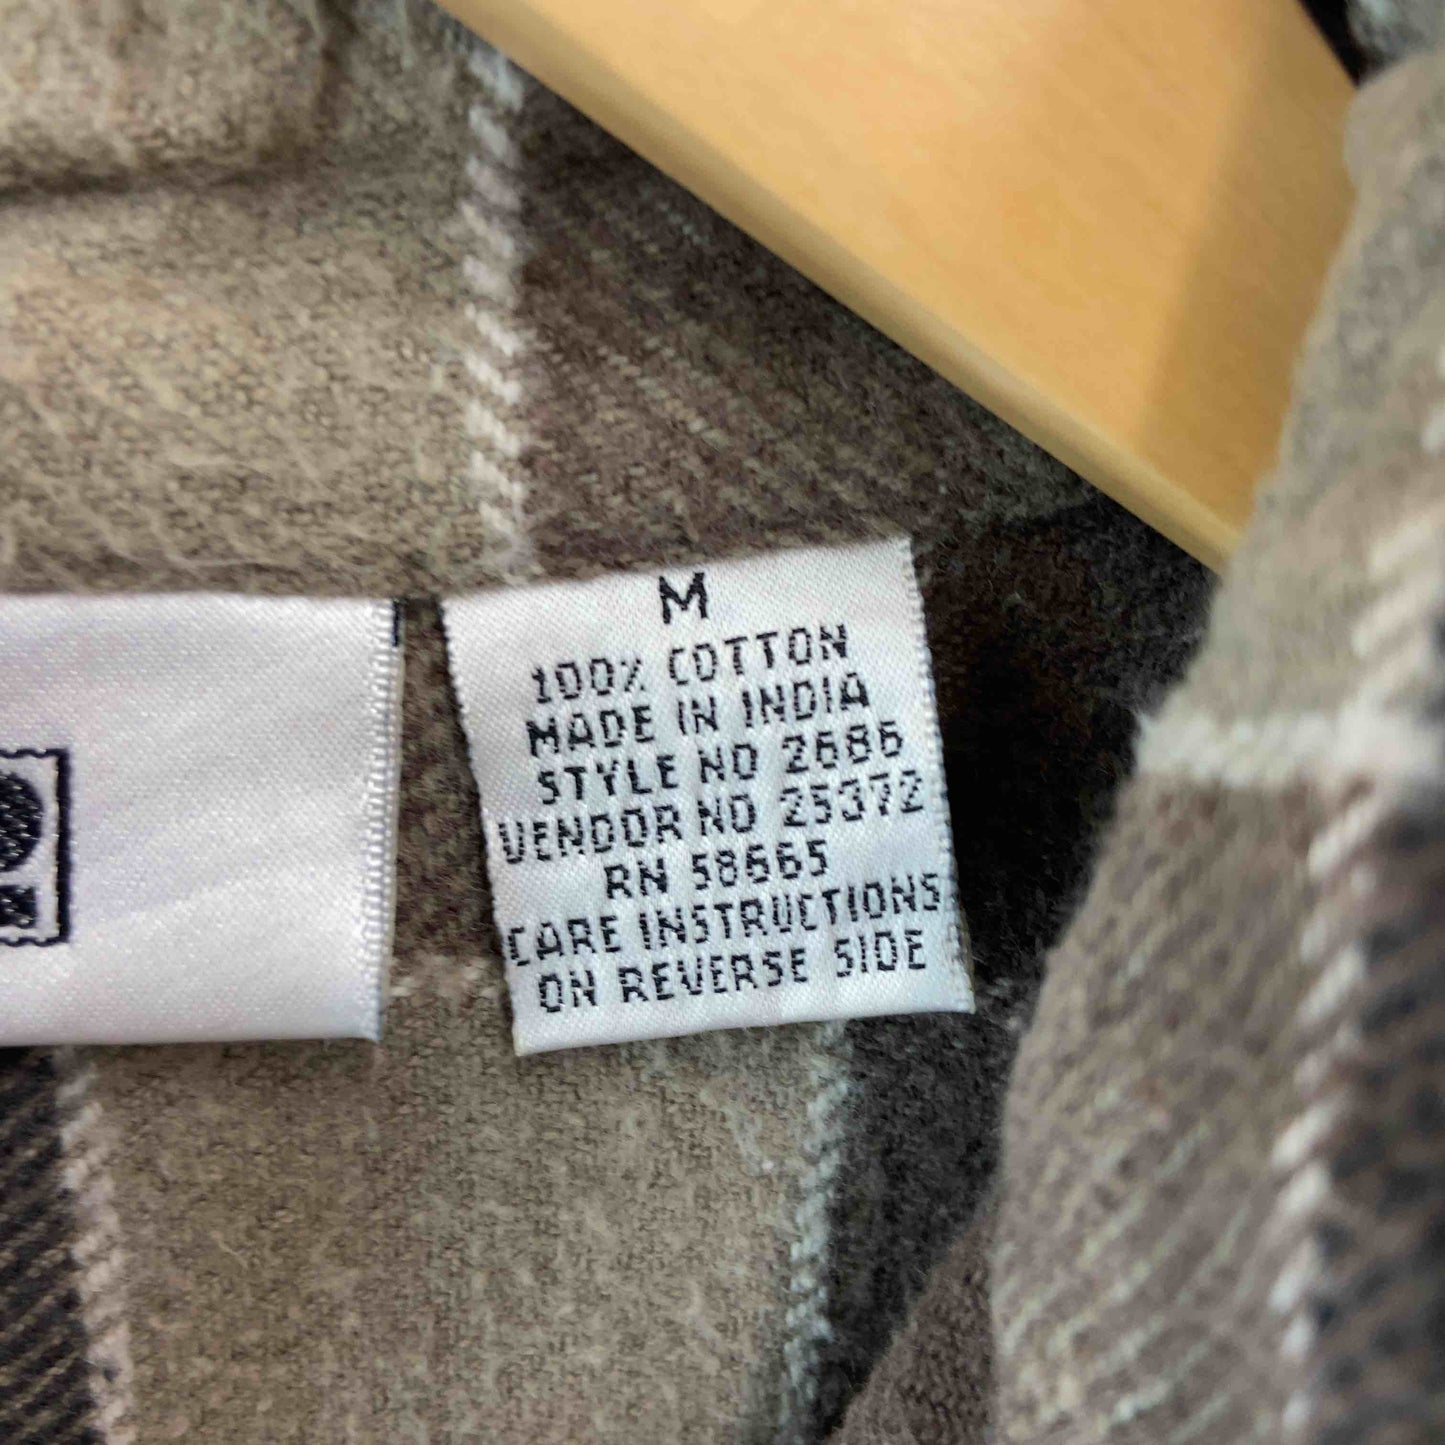 M
100% COTTON
MADE IN INDIA
STYLE NO 2686
VENDOR NO 25372
RN 58665
CARE INSTRUCTIONS
ON REVERSE SIDE